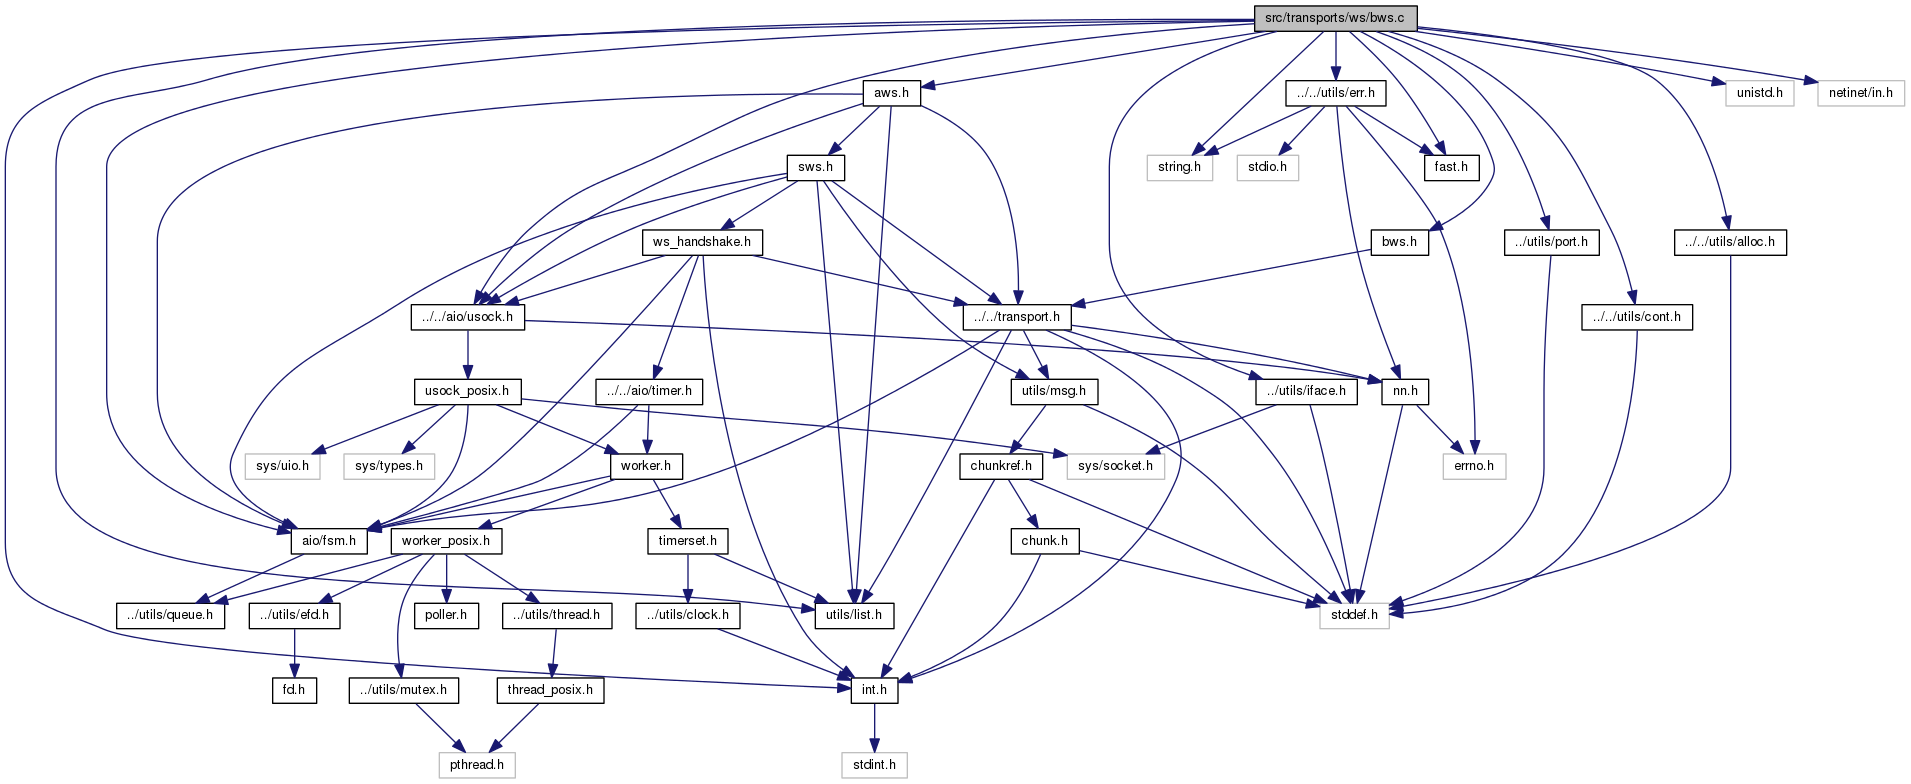 src/transports/ws/bws.c
aws.h
../../utils/err.h
unistd.h
netinet/in.h
sws.h
string.h
stdio.h
fast.h
ws_handshake.h
bws.h
../utils/port.h
../../utils/alloc.h
../../aio/usock.h
../../transport.h
../../utils/cont.h
usock_posix.h
../../aio/timer.h
utils/msg.h
../utils/iface.h
nn.h
sys/uio.h
sys/types.h
worker.h
chunkref.h
sys/socket.h
errno.h
aio/fsm.h
worker_posix.h
timerset.h
chunk.h
../utils/queue.h
../utils/efd.h
poller.h
../utils/thread.h
../utils/clock.h
utils/list.h
stddef.h
fd.h
../utils/mutex.h
thread_posix.h
int.h
pthread.h
stdint.h